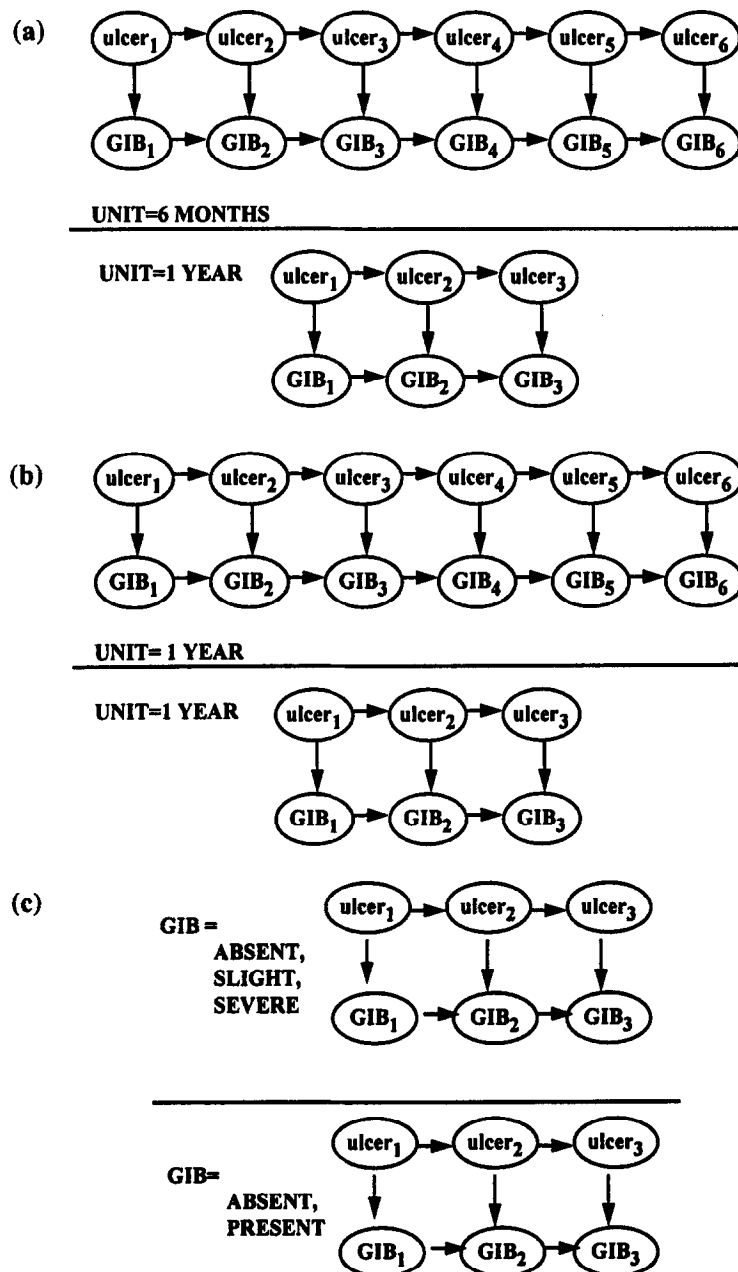 (a)
ulcer1 ulcer2 ulcer3 ulcer4 ulcer5 ulcer6
GIB1 GIB2 GIB3 GIB4 GIB5 GIB6
UNIT=6 MONTHS
UNIT=1 YEAR
ulcer1 ulcer2 ulcer3
GIB1 GIB2 GIB3
(b)
ulcer1 ulcer2 ulcer3 ulcer4 ulcer5 ulcer6
GIB1 GIB2 GIB3 GIB4 GIB5 GIB6
UNIT= 1 YEAR
UNIT=1 YEAR
ulcer1 ulcer2 ulcer3
GIB1 GIB2 GIB3
(c)
ulcer1 ulcer2 ulcer3
GIB =
ABSENT,
SLIGHT,
SEVERE
GIB1 GIB2 GIB3
ulcer1 ulcer2 ulcer3
GIB=
ABSENT,
PRESENT
GIB1 GIB2 GIB3